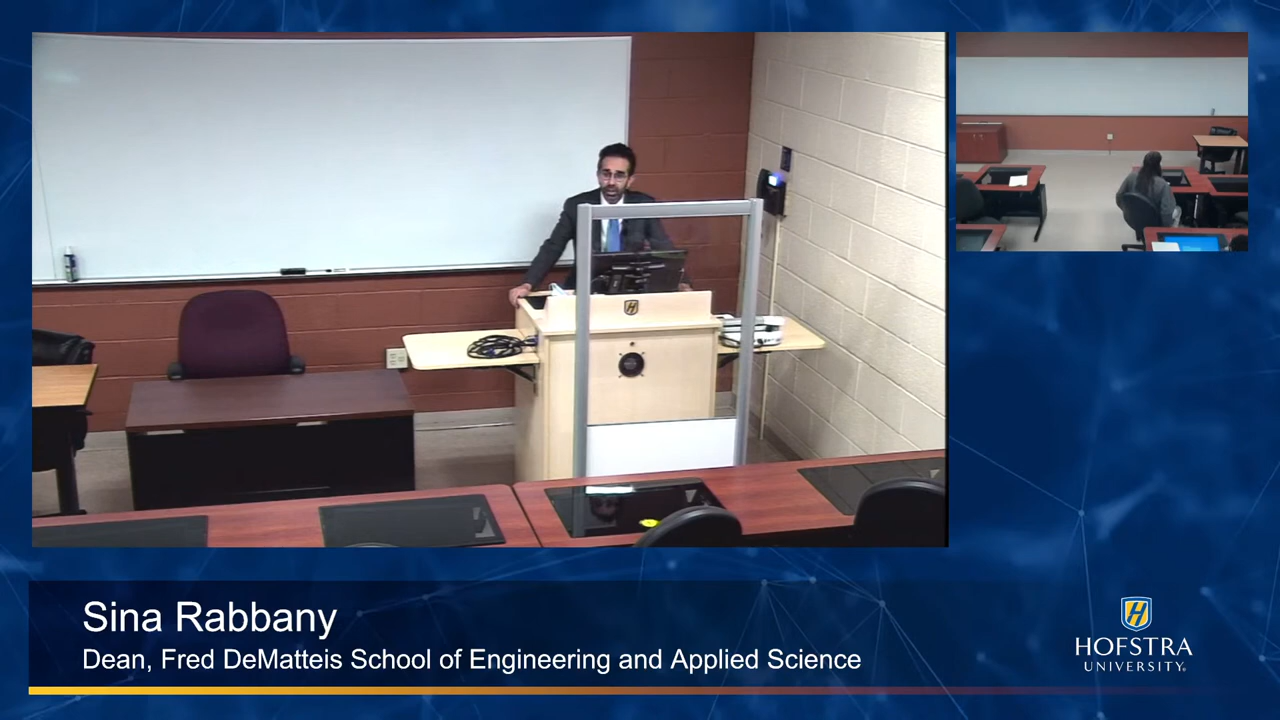 Sina Rabbany
Dean, Fred DeMatteis School of Engineering and Applied Science
H
HOFSTRA
UNIVERSITY®